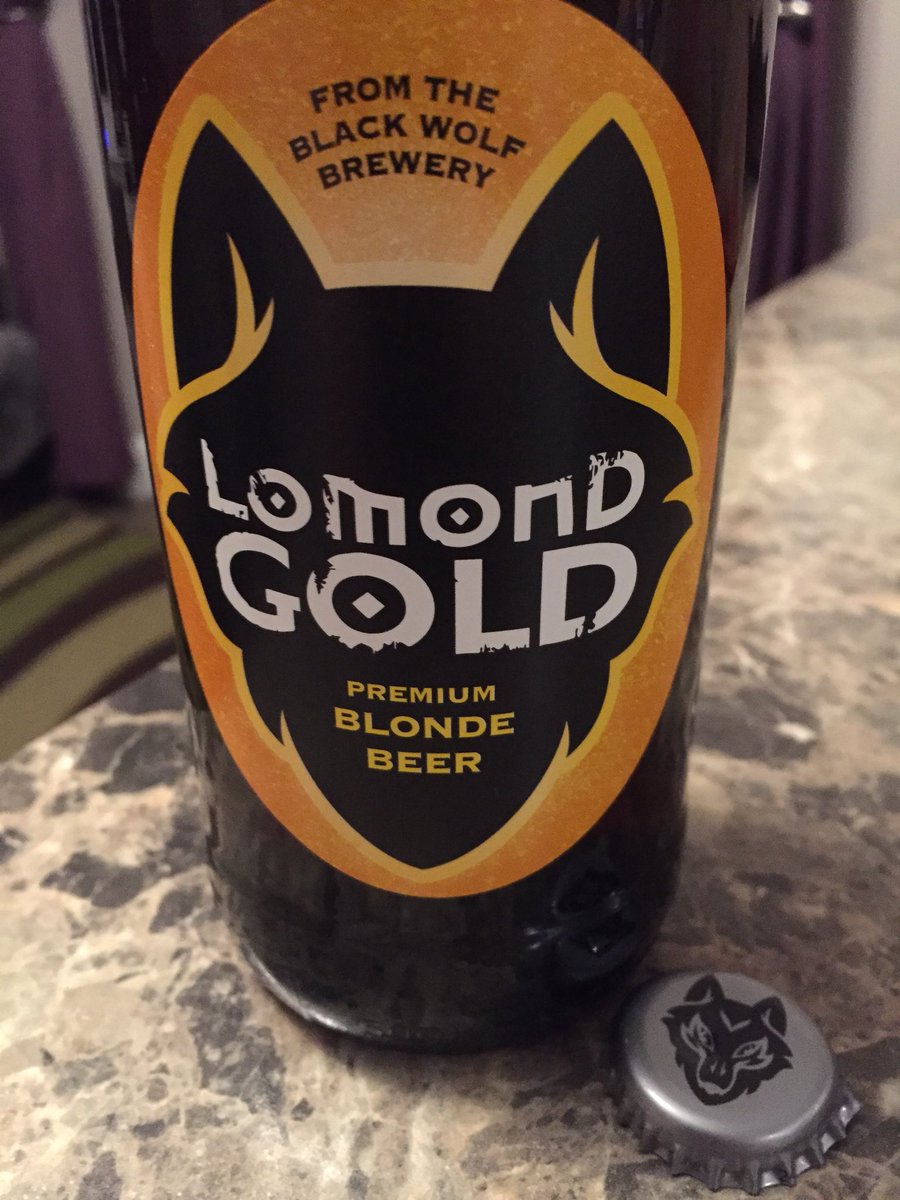 FROM THE
BLACK WOLF
BREWERY
LOMOND
GOLD
PREMIUM
BLONDE
BEER